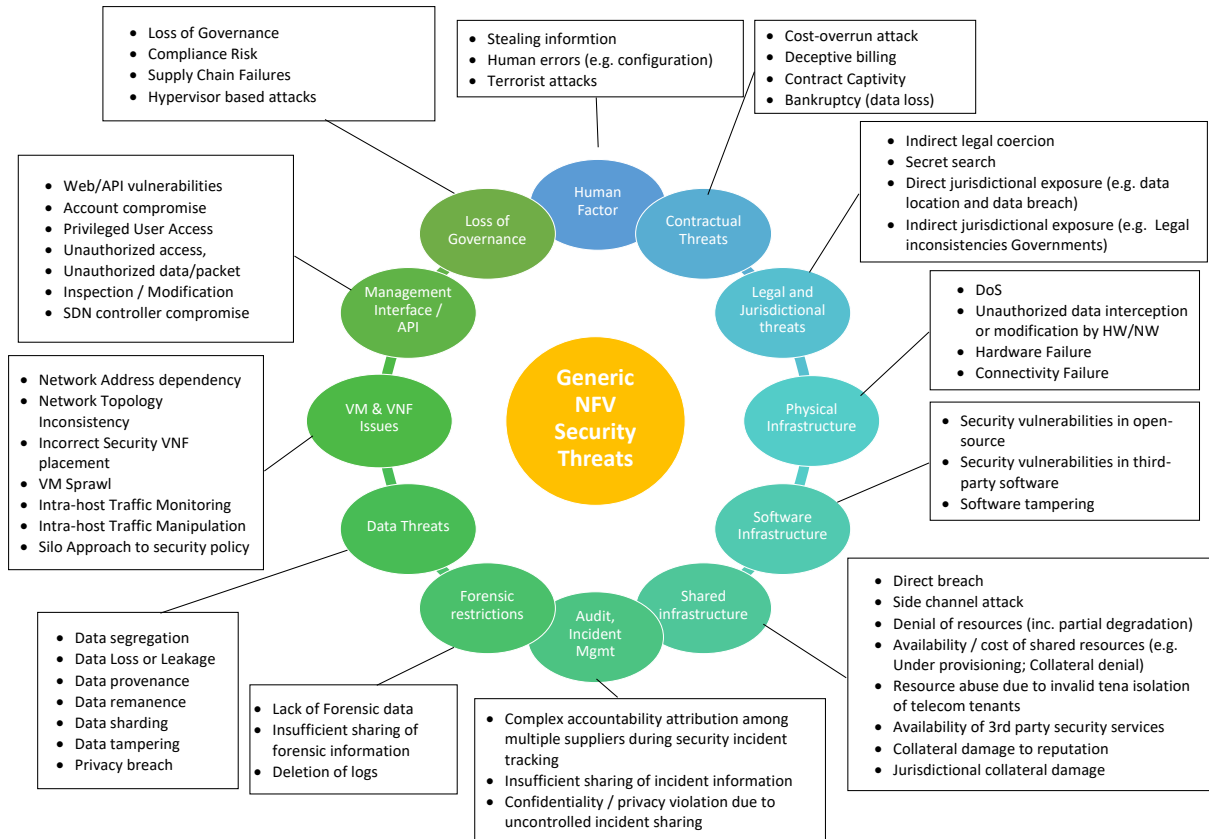 Loss of Governance
Compliance Risk
Supply Chain Failures
Hypervisor based attacks
Stealing informtion
Human errors (e.g. configuration)
Terrorist attacks
Cost-overrun attack
Deceptive billing
Contract Captivity
Bankruptcy (data loss)
Indirect legal coercion
Secret search
Direct jurisdictional exposure (e.g. data
location and data breach)
Indirect jurisdictional exposure (e.g. Legal
inconsistencies Governments)
Web/API vulnerabilities
Account compromise
Privileged User Access
Unauthorized access,
Unauthorized data/packet
Inspection / Modification
SDN controller compromise
Loss of
Governance
Human
Factor
Contractual
Threats
Management
Interface /
API
Legal and
Jurisdictional
threats
DoS
Unauthorized data interception
or modification by HW/NW
Hardware Failure
Connectivity Failure
Network Address dependency
Network Topology
Inconsistency
Incorrect Security VNF
placement
VM Sprawl
Intra-host Traffic Monitoring
Intra-host Traffic Manipulation
Silo Approach to security policy
VM & VNF
Issues
Generic
NFV
Security
Threats
Physical
Infrastructure
Security vulnerabilities in open-
source
Security vulnerabilities in third-
party software
Software tampering
Data Threats
Software
Infrastructure
Forensic
restrictions
Audit,
Incident
Mgmt
Shared
infrastructure
Direct breach
Side channel attack
Denial of resources (inc. partial degradation)
Availability / cost of shared resources (e.g.
Under provisioning; Collateral denial)
Resource abuse due to invalid tena isolation
of telecom tenants
Availability of 3rd party security services
Collateral damage to reputation
Jurisdictional collateral damage
Data segregation
Data Loss or Leakage
Data provenance
Data remanence
Data sharding
Data tampering
Privacy breach
Lack of Forensic data
Insufficient sharing of
forensic information
Deletion of logs
Complex accountability attribution among
multiple suppliers during security incident
tracking
Insufficient sharing of incident information
Confidentiality / privacy violation due to
uncontrolled incident sharing